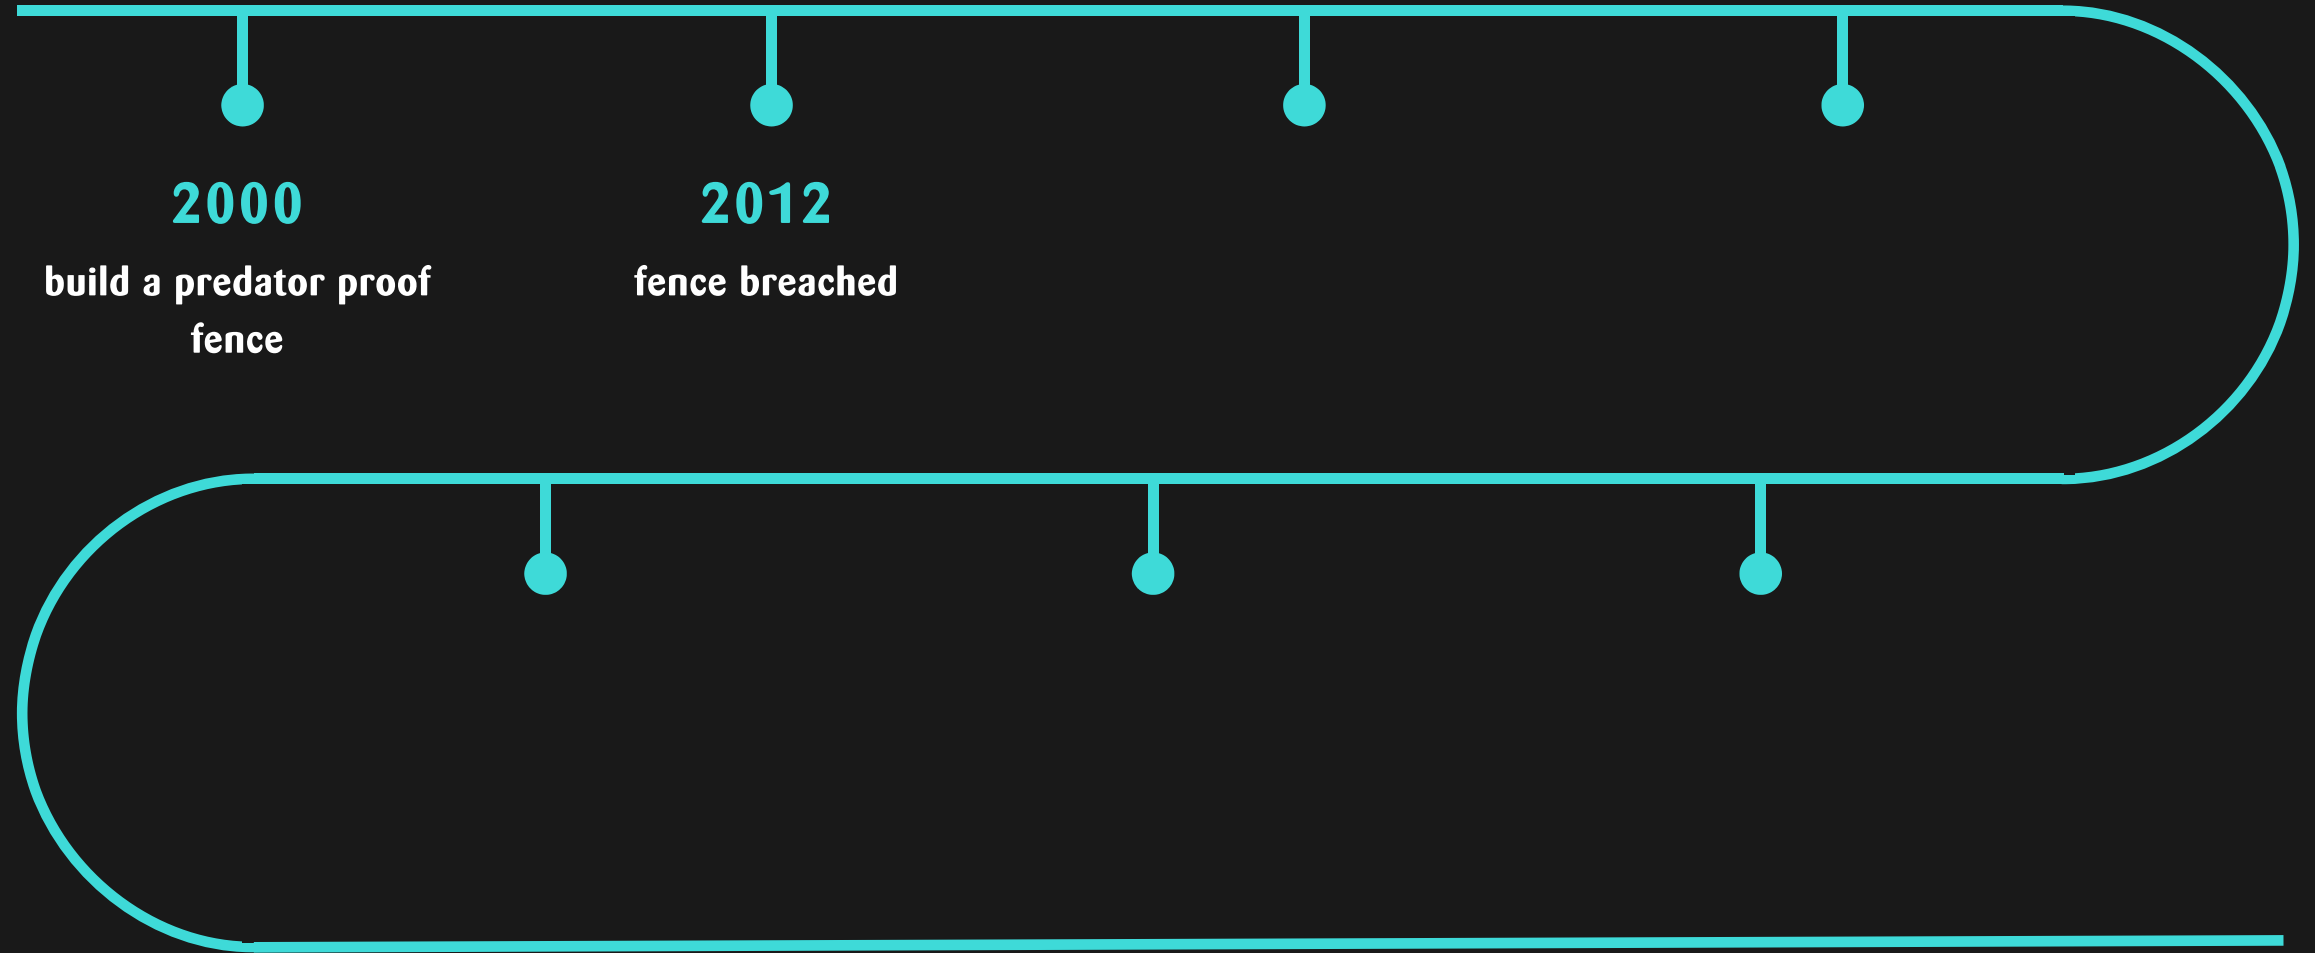 2000
build a predator proof
fence
2012
fence breached